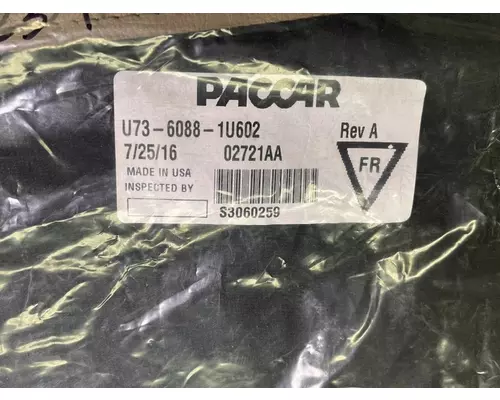 PACCAR
U73-6088-1U602 Rev A
7/25/16 02721AA
FR
MADE IN USA
INSPECTED BY
S3060259